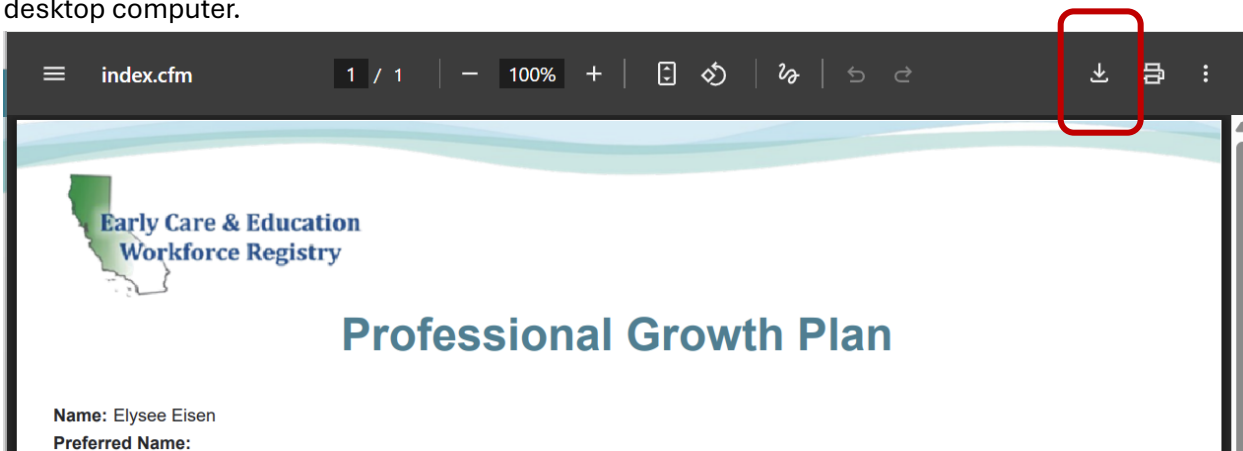 desktop computer.
index.cfm 1 / 1 100%
Early Care & Education
Workforce Registry
Professional Growth Plan
Name: Elysee Eisen
Preferred Name: